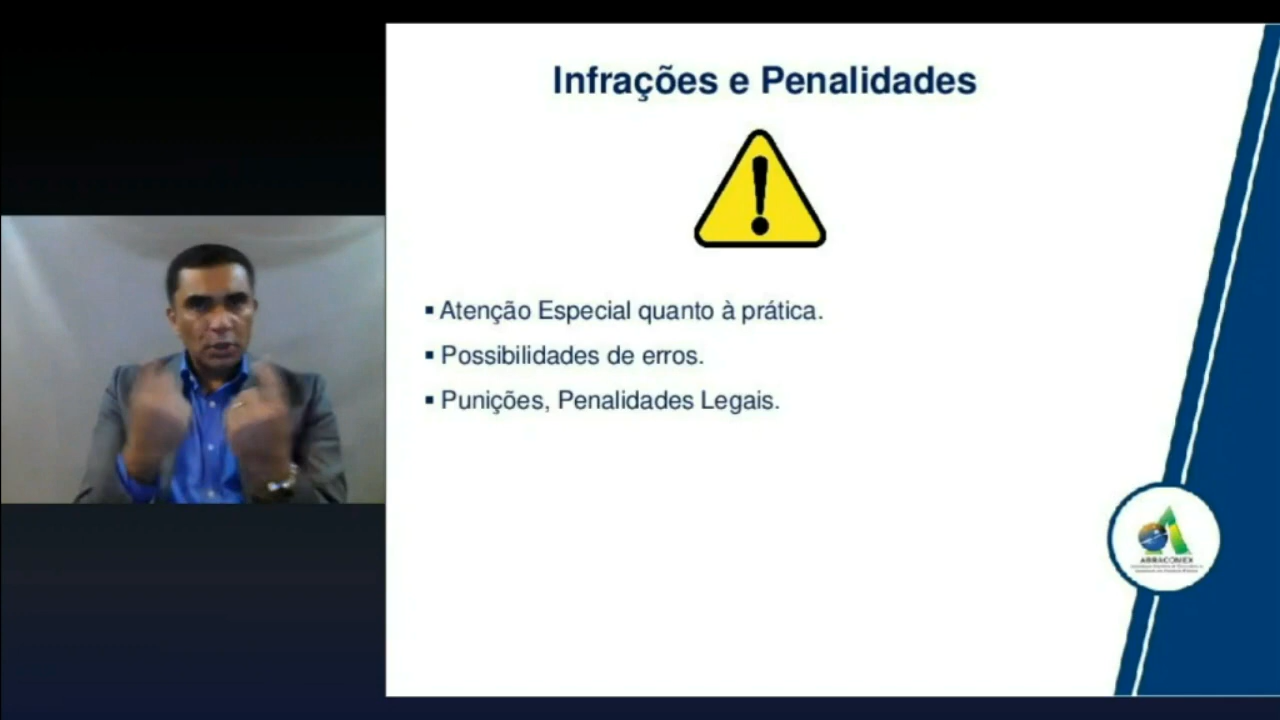 Infrações e Penalidades
▪ Atenção Especial quanto à prática.
▪ Possibilidades de erros.
▪ Punições, Penalidades Legais.
ABRACOMEX